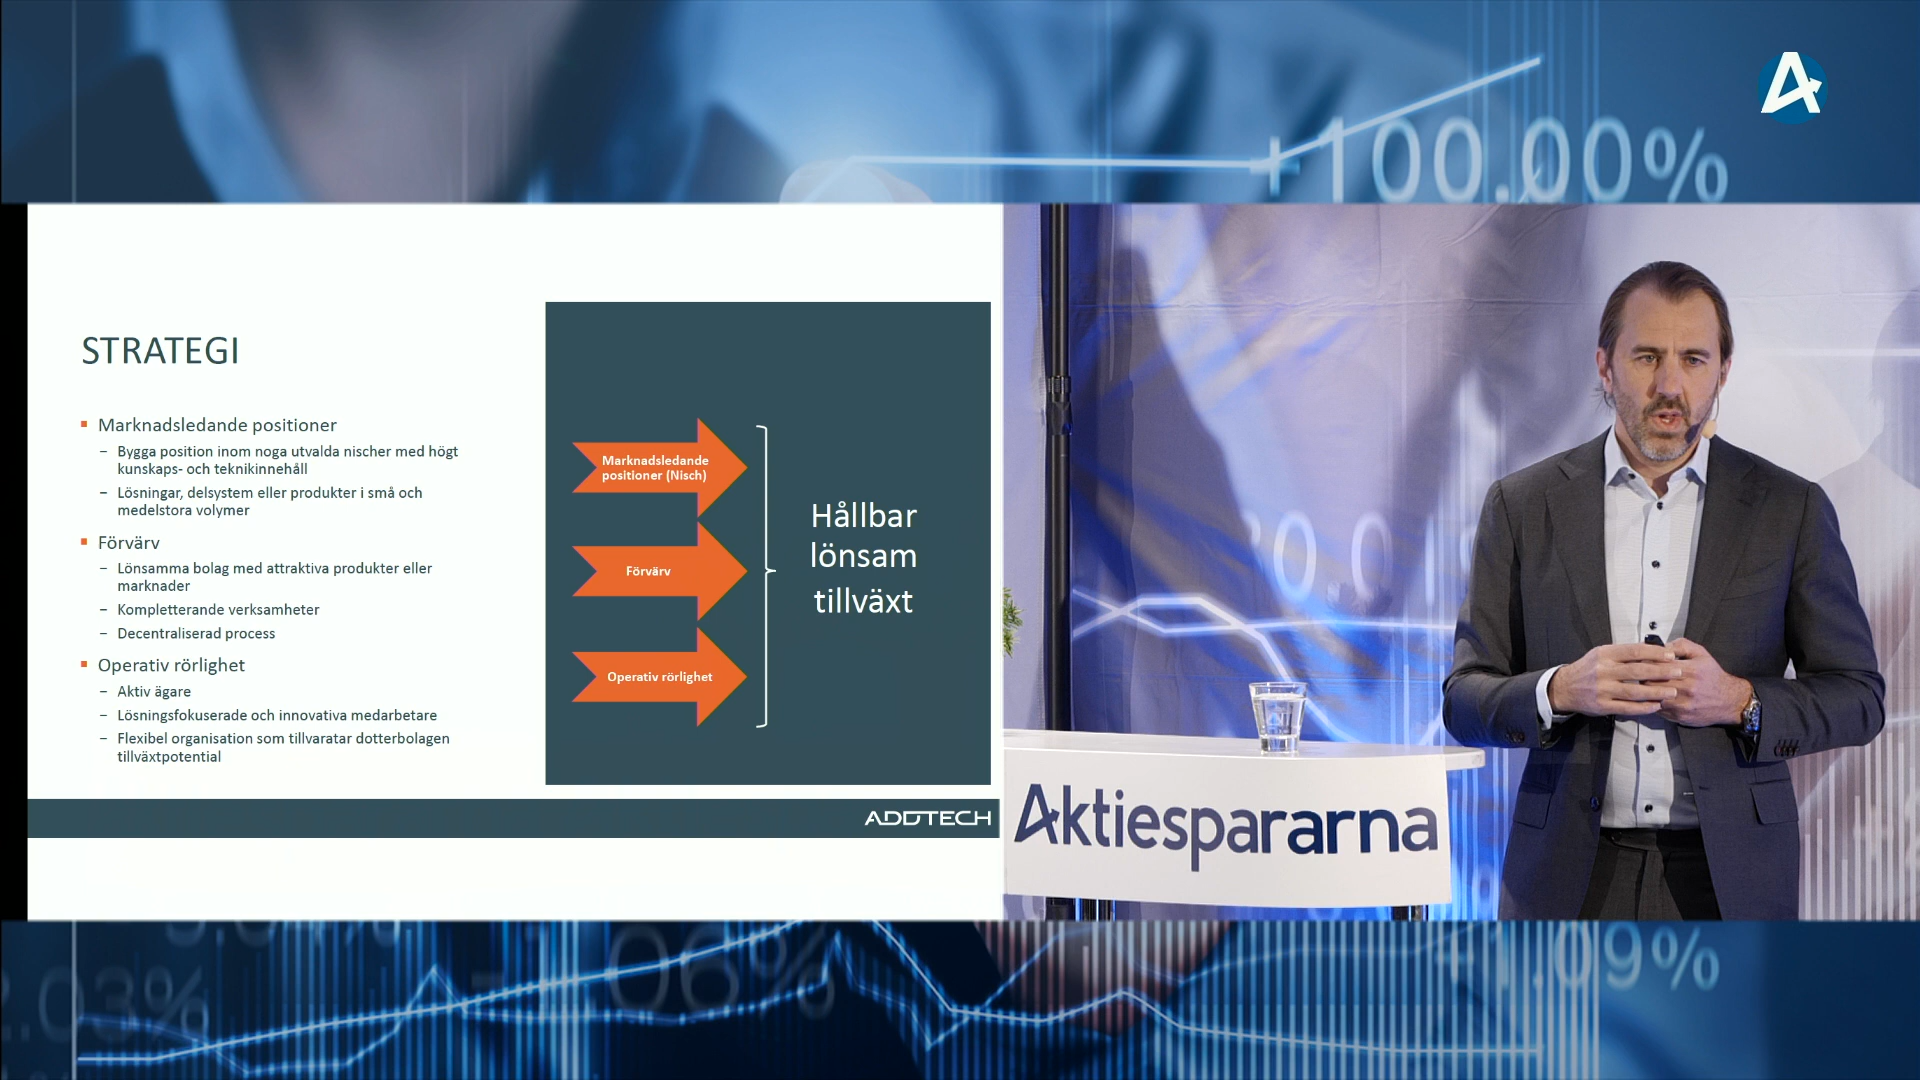 +100.00%
STRATEGI
Marknadsledande positioner
– Bygga position inom noga utvalda nischer med högt
kunskaps- och teknikinnehåll
– Lösningar, delsystem eller produkter i små och
medelstora volymer
Förvärv
– Lönsamma bolag med attraktiva produkter eller
marknader
– Kompletterande verksamheter
– Decentraliserad process
Operativ rörlighet
– Aktiv ägare
– Lösningsfokuserade och innovativa medarbetare
– Flexibel organisation som tillvaratar dotterbolagen
tillväxtpotential
Marknadsledande
positioner (Nisch)
Förvärv
Operativ rörlighet
Hållbar
lönsam
tillväxt
ADDTECH
Aktiespararna